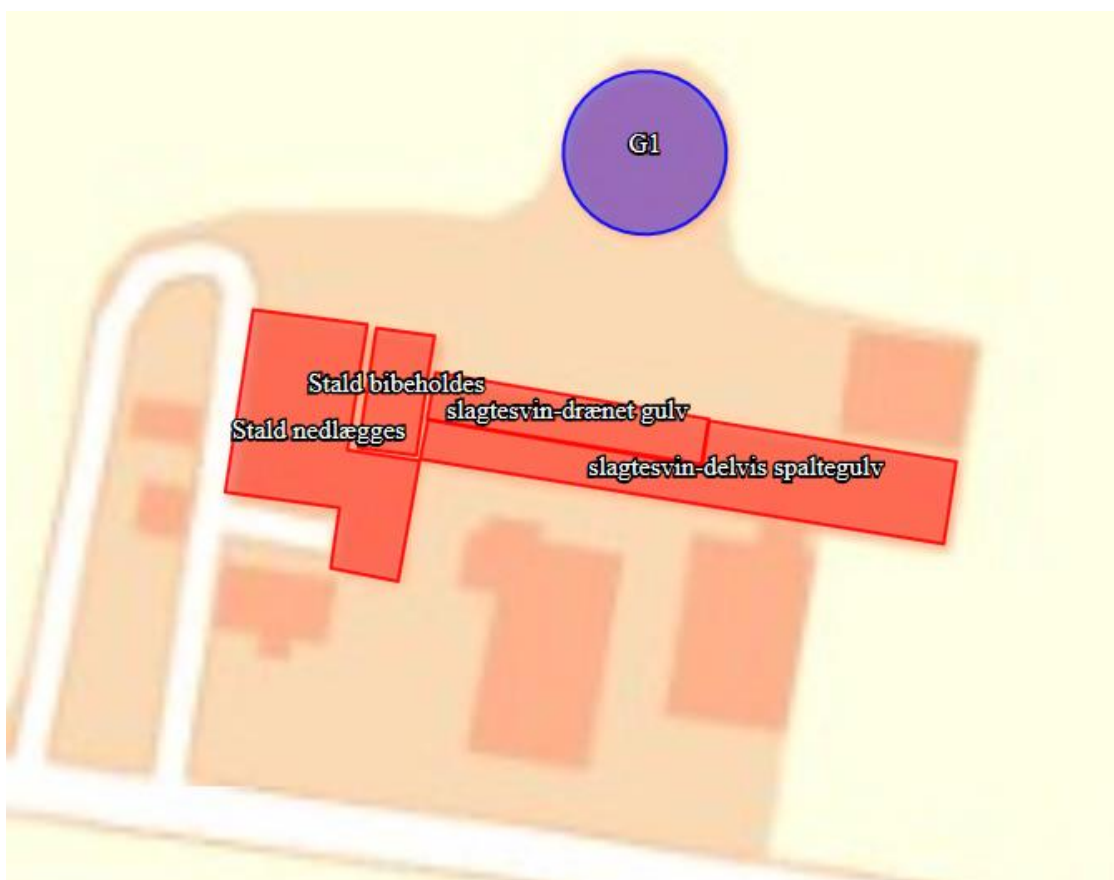 G1
Stald bibeholdes
slagtesvin-drænet gulv
Stald nedlægges
slagtesvin-delvis spaltegulv